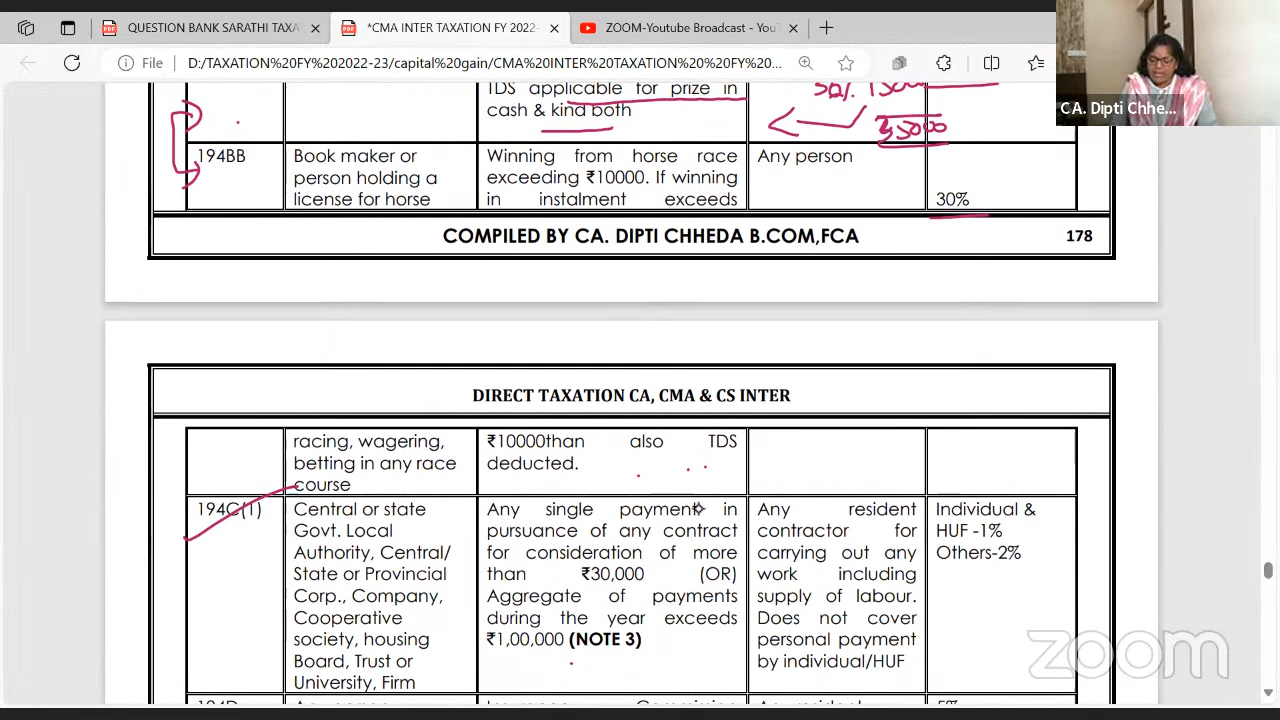 QUESTION BANK SARATHI TAXA
*CMA INTER TAXATION FY 2022-
ZOOM-Youtube Broadcast - You
File
D:/TAXATION%20FY%202022-23/capital%20gain/CMA%20INTER%20TAXATION%20%20FY%20...
CA. Dipti Chhe...
TDS applicable for prize in
cash & kind both
35000
194BB
Book maker or
person holding a
license for horse
Winning from horse race
exceeding ₹10000. If winning
in instalment exceeds
Any person
30%
COMPILED BY CA. DIPTI CHHEDA B.COM,FCA
178
DIRECT TAXATION CA, CMA & CS INTER
racing, wagering,
betting in any race
course
₹10000than also TDS
deducted.
194C(1)
Central or state
Govt. Local
Authority, Central/
State or Provincial
Corp., Company,
Cooperative
society, housing
Board, Trust or
University, Firm
Any single payment in
pursuance of any contract
for consideration of more
than ₹30,000 (OR)
Aggregate of payments
during the year exceeds
₹1,00,000 (NOTE 3)
Any resident
contractor for
carrying out any
work including
supply of labour.
Does not cover
personal payment
by individual/HUF
Individual &
HUF -1%
Others-2%
zoom